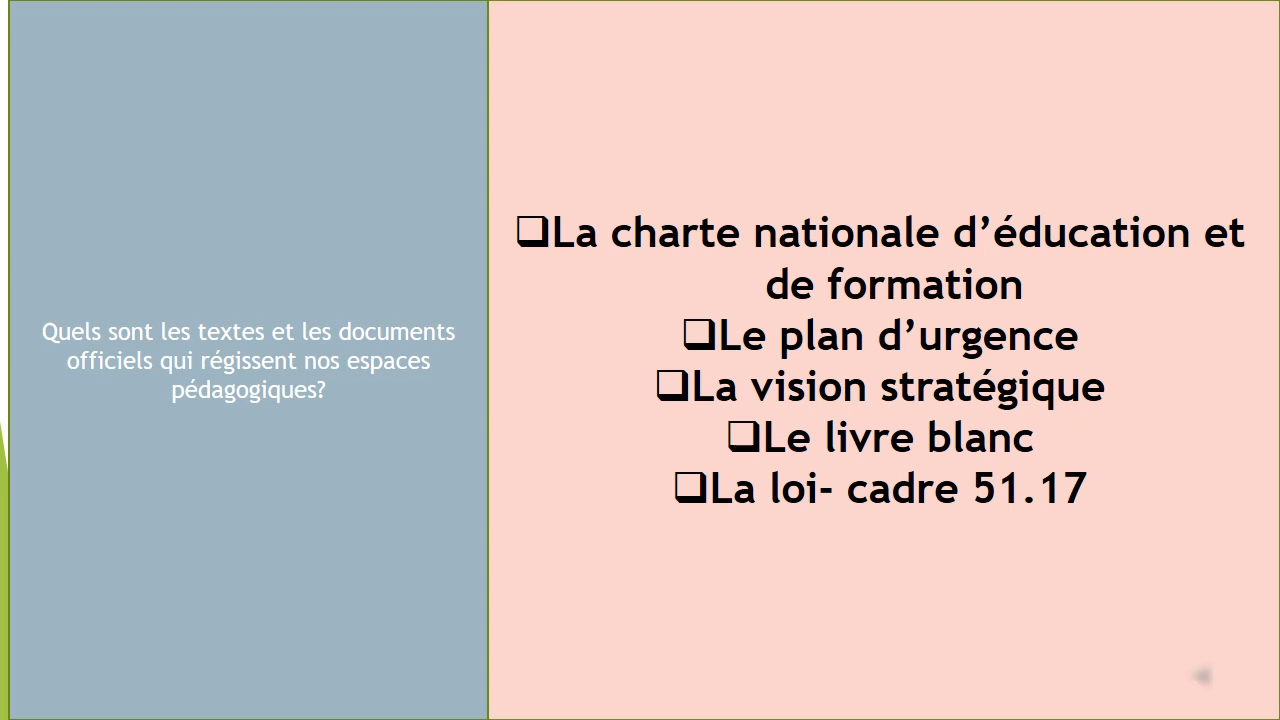 Quels sont les textes et les documents
officiels qui régissent nos espaces
pédagogiques?
❑La charte nationale d’éducation et
de formation
❑Le plan d’urgence
❑La vision stratégique
❑Le livre blanc
❑La loi- cadre 51.17